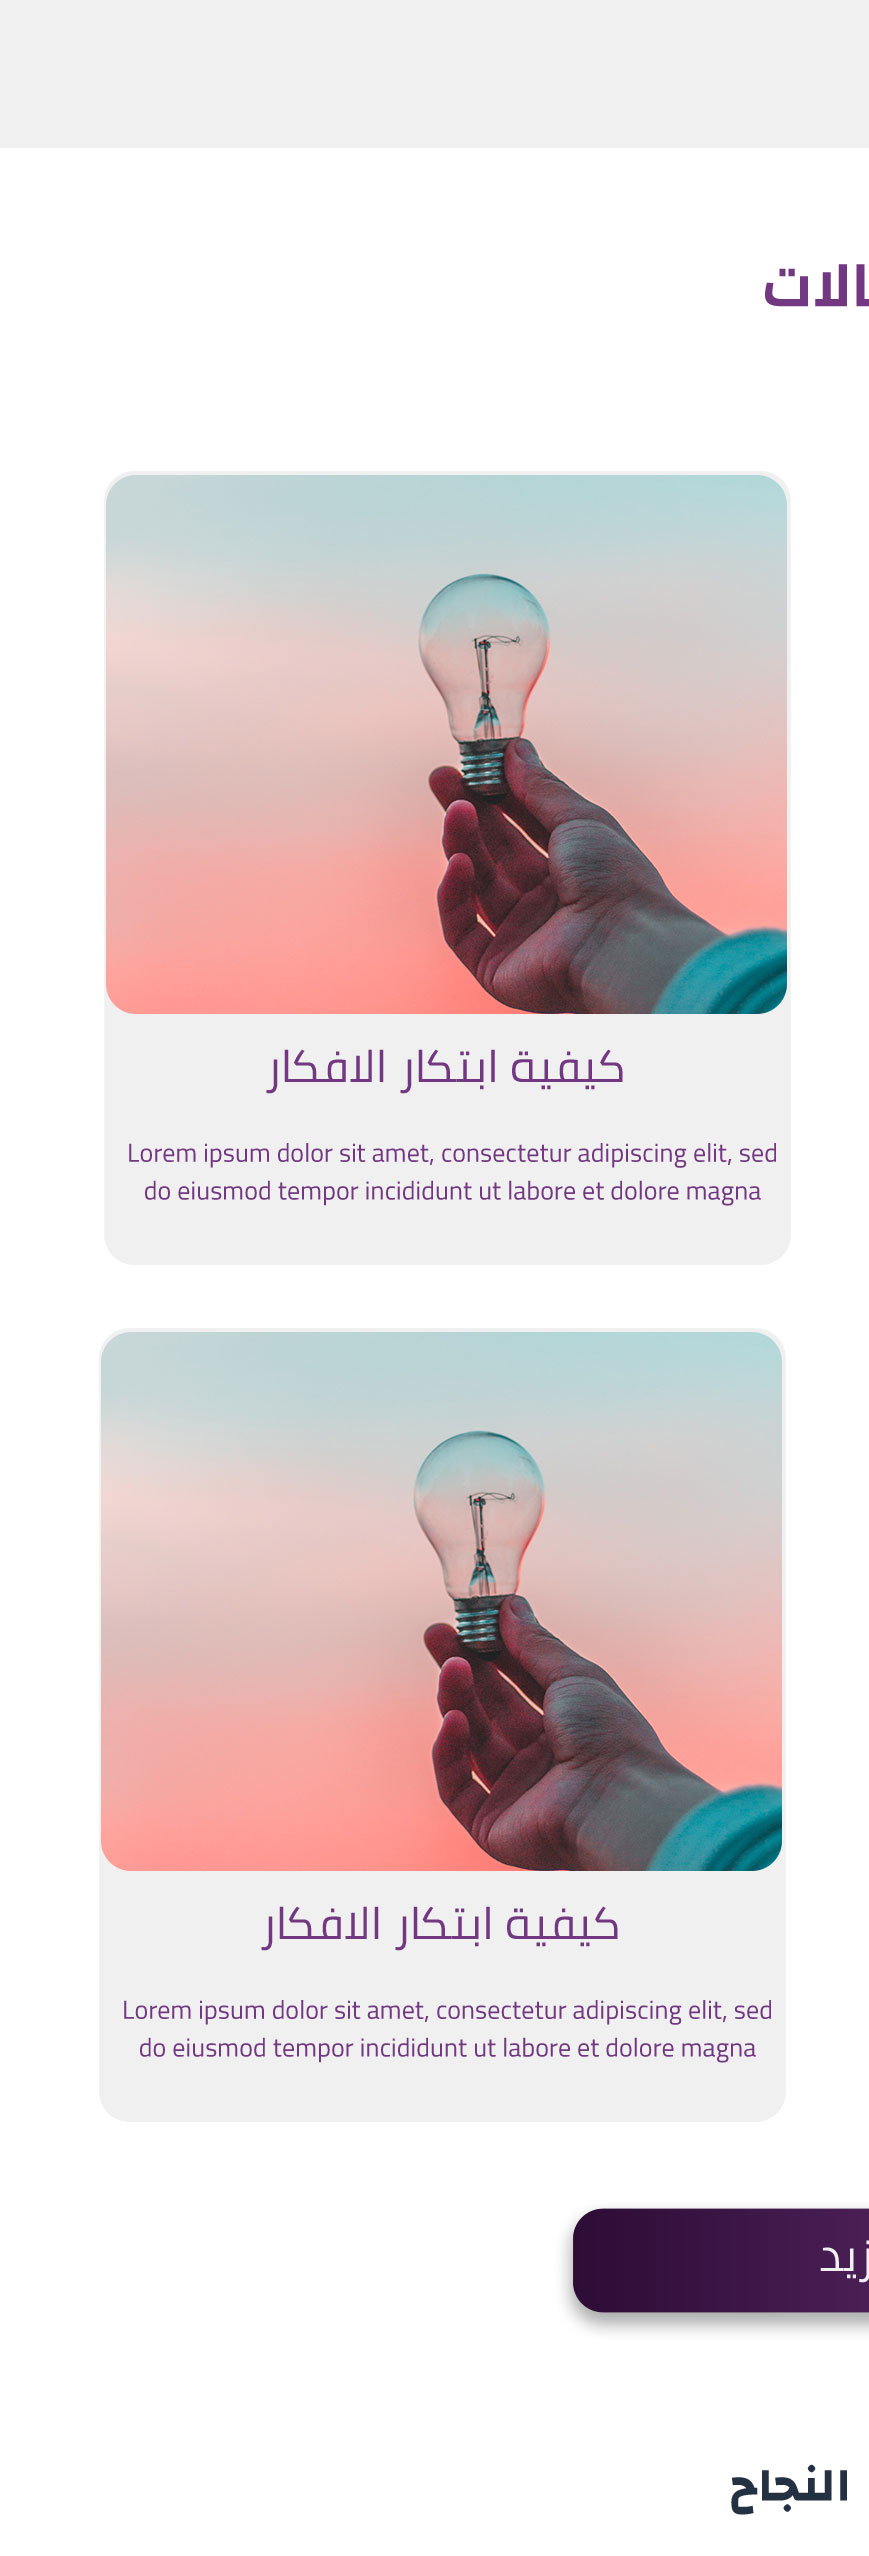 كيفية ابتكار الافكار
Lorem ipsum dolor sit amet, consectetur adipiscing elit, sed
do eiusmod tempor incididunt ut labore et dolore magna
كيفية ابتكار الافكار
Lorem ipsum dolor sit amet, consectetur adipiscing elit, sed
do eiusmod tempor incididunt ut labore et dolore magna
النجاح